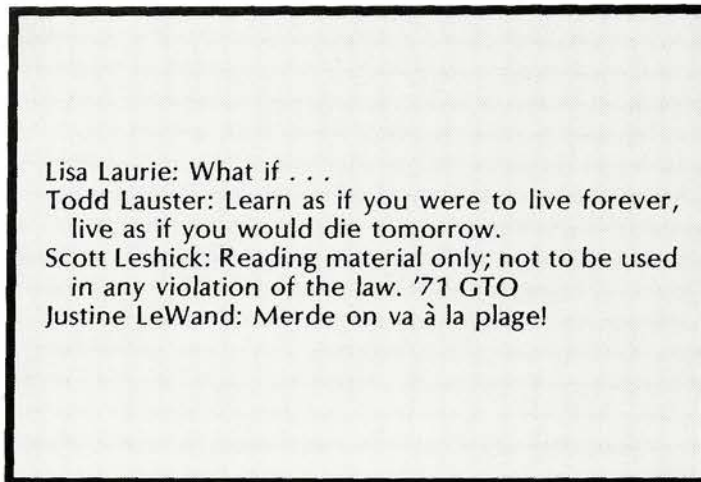 Lisa Laurie: What if . . .
Todd Lauster: Learn as if you were to live forever,
live as if you would die tomorrow.
Scott Leshick: Reading material only; not to be used
in any violation of the law. '71 GTO
Justine LeWand: Merde on va à la plage!